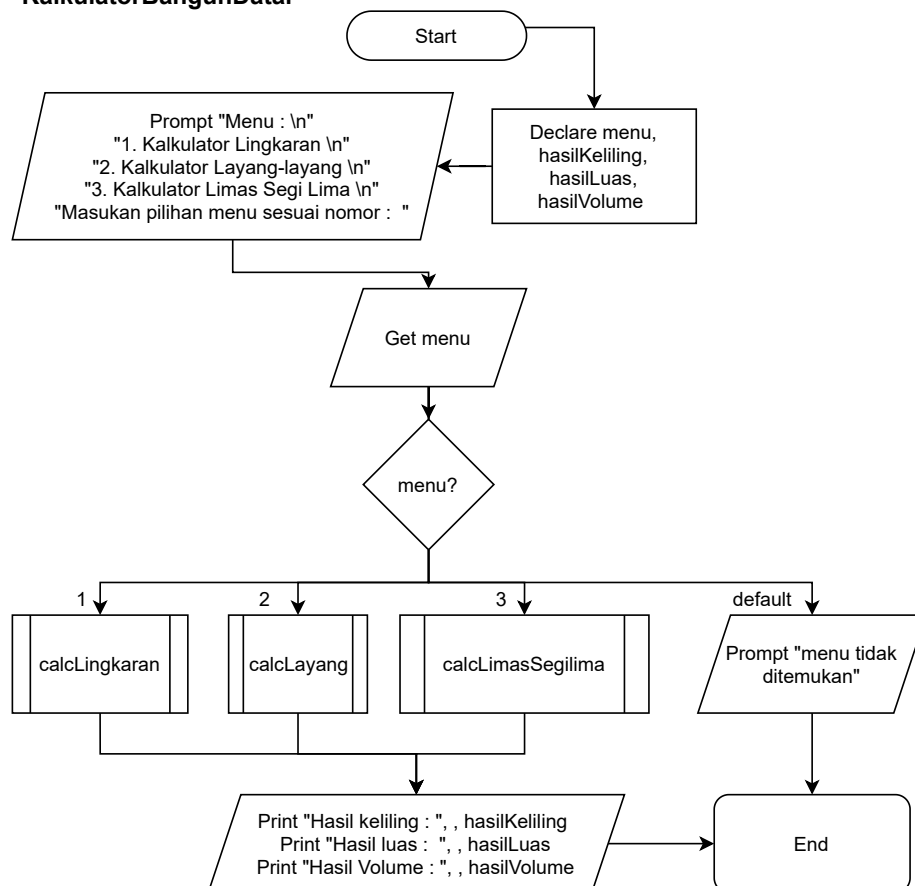 Start
Declare menu,
hasilKeliling,
hasilLuas,
hasilVolume
Prompt "Menu : \n"
"1. Kalkulator Lingkaran \n"
"2. Kalkulator Layang-layang \n"
"3. Kalkulator Limas Segi Lima \n"
"Masukan pilihan menu sesuai nomor :  "
Get menu
menu?
1
2
3
default
calcLingkaran
calcLayang
calcLimasSegilima
Prompt "menu tidak
ditemukan"
Print "Hasil keliling : ", , hasilKeliling
Print "Hasil luas :  ", , hasilLuas
Print "Hasil Volume : ", , hasilVolume
End